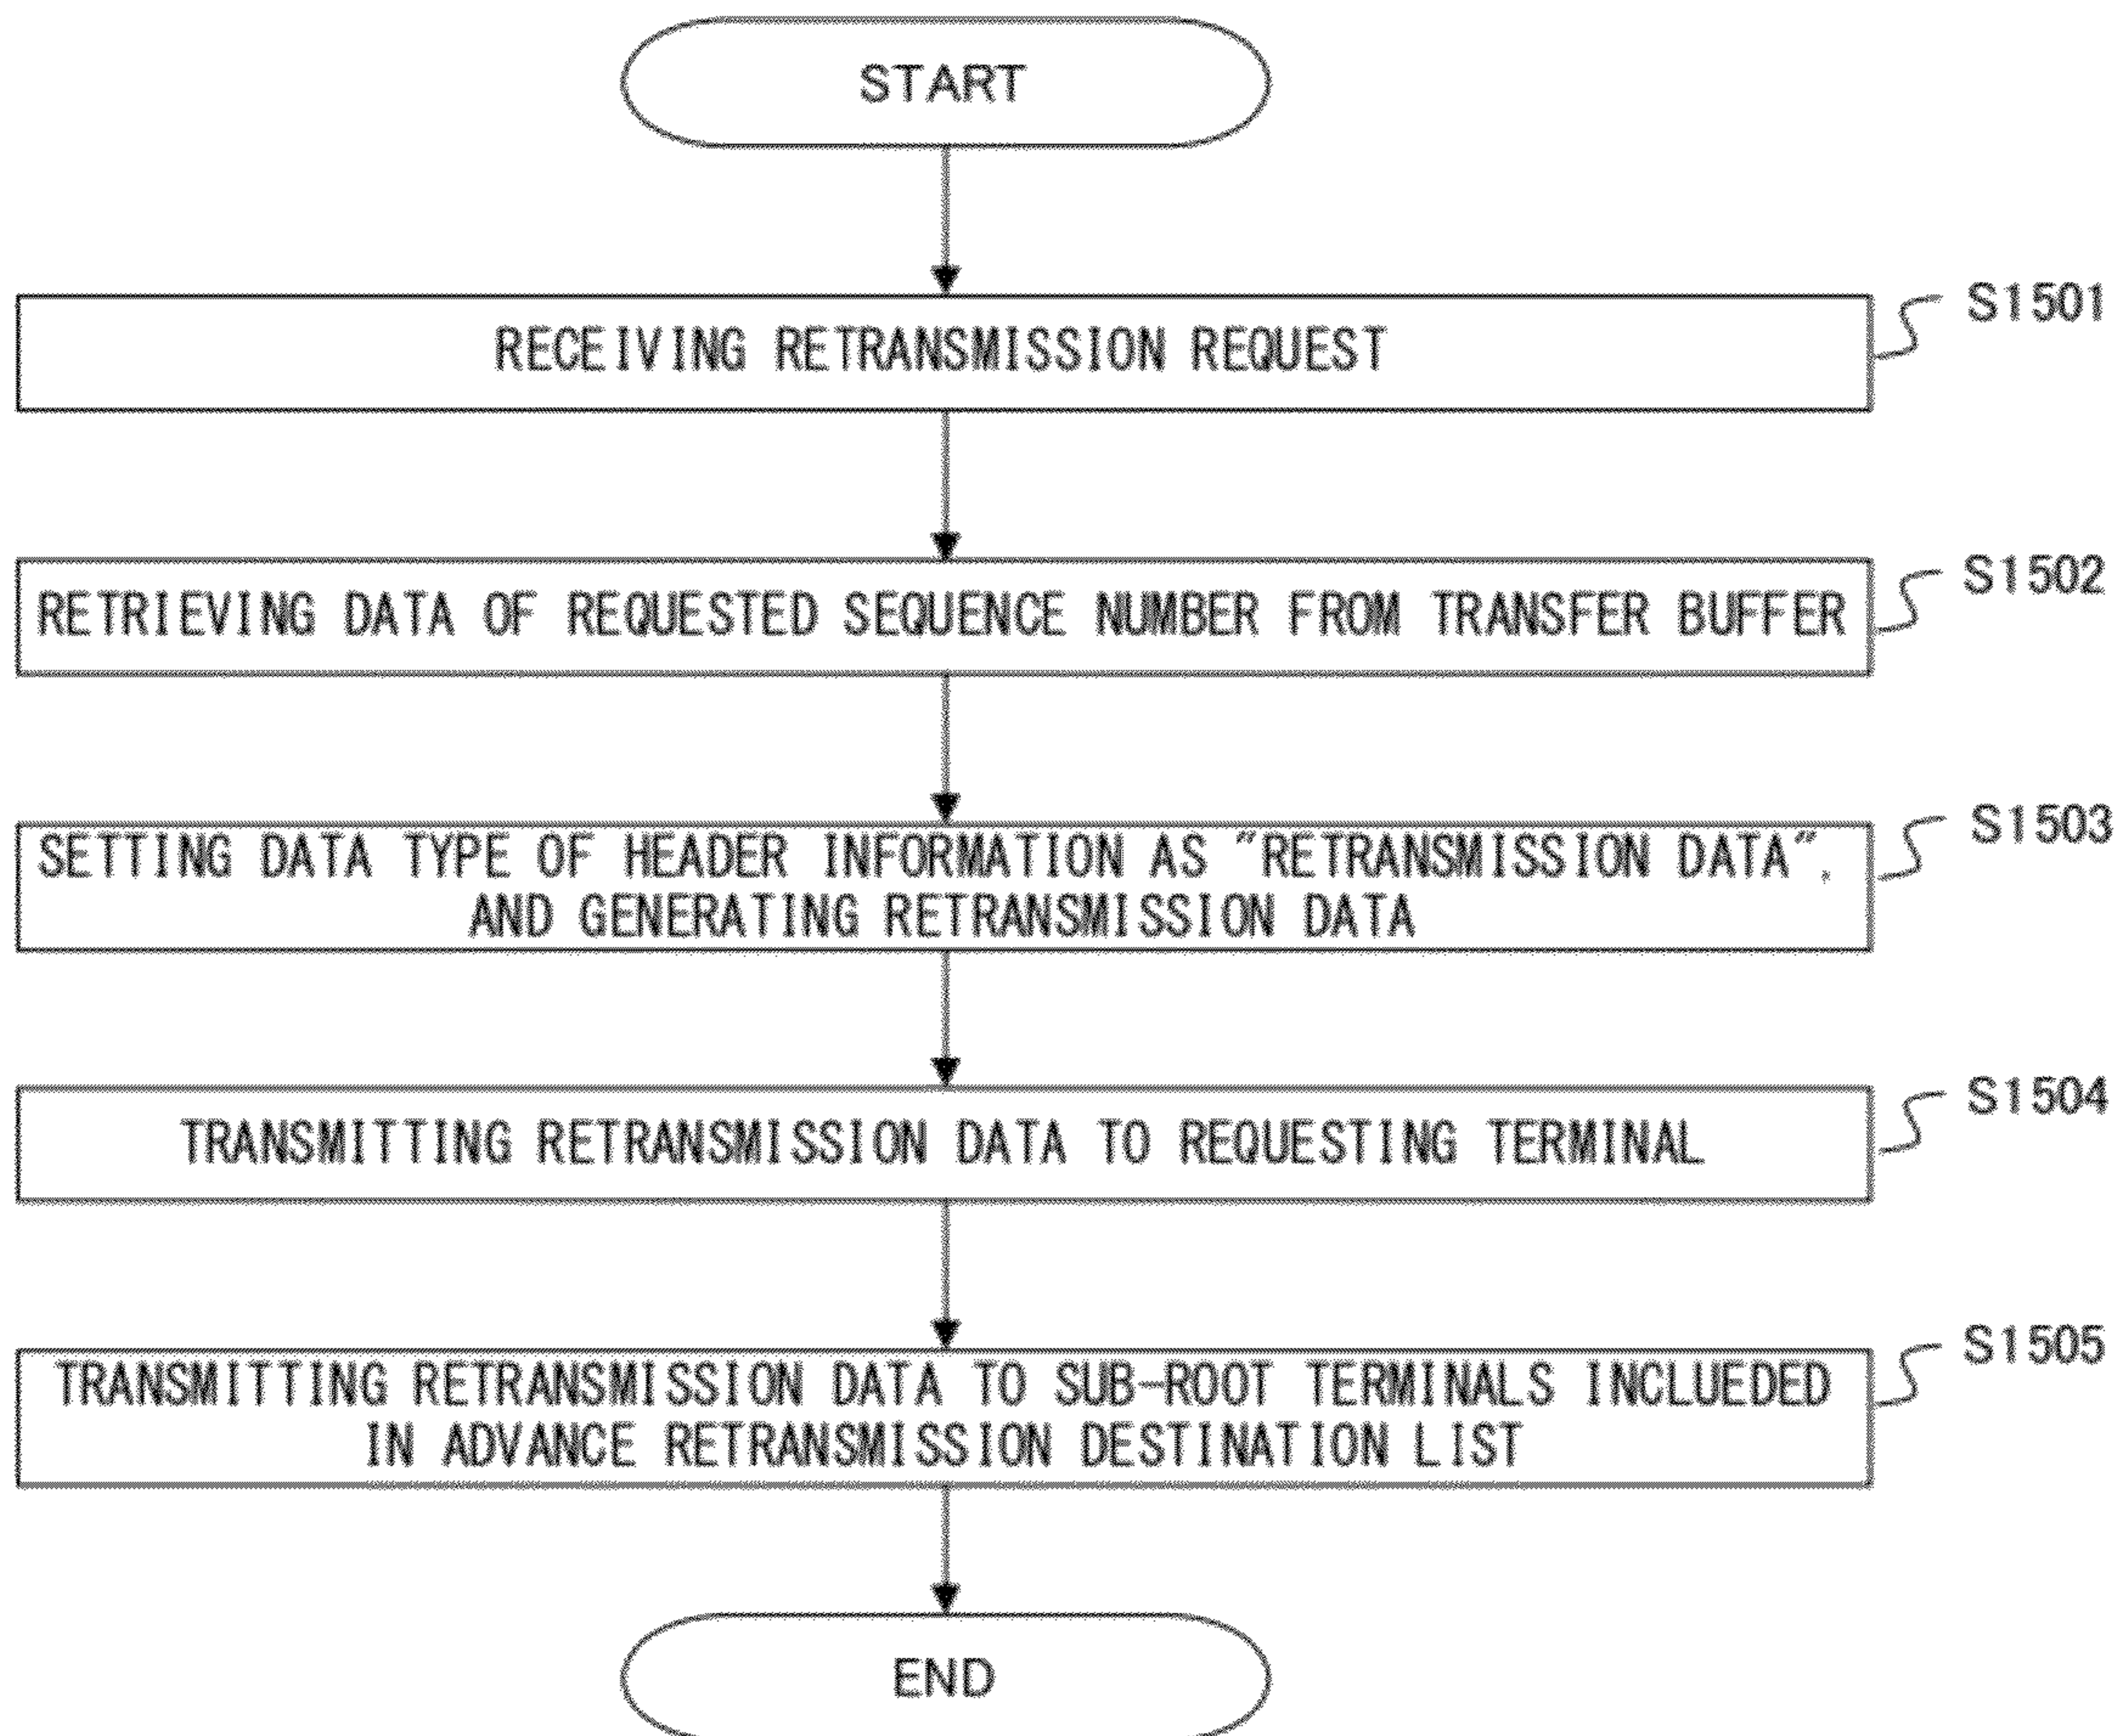 START
RECEIVING RETRANSMISSION REQUEST
S1501
RETRIEVING DATA OF REQUESTED SEQUENCE NUMBER FROM TRANSFER BUFFER
S1502
SETTING DATA TYPE OF HEADER INFORMATION AS "RETRANSMISSION DATA",
AND GENERATING RETRANSMISSION DATA
S1503
TRANSMITTING RETRANSMISSION DATA TO REQUESTING TERMINAL
S1504
TRANSMITTING RETRANSMISSION DATA TO SUB-ROOT TERMINALS INCLUEDED
IN ADVANCE RETRANSMISSION DESTINATION LIST
S1505
END